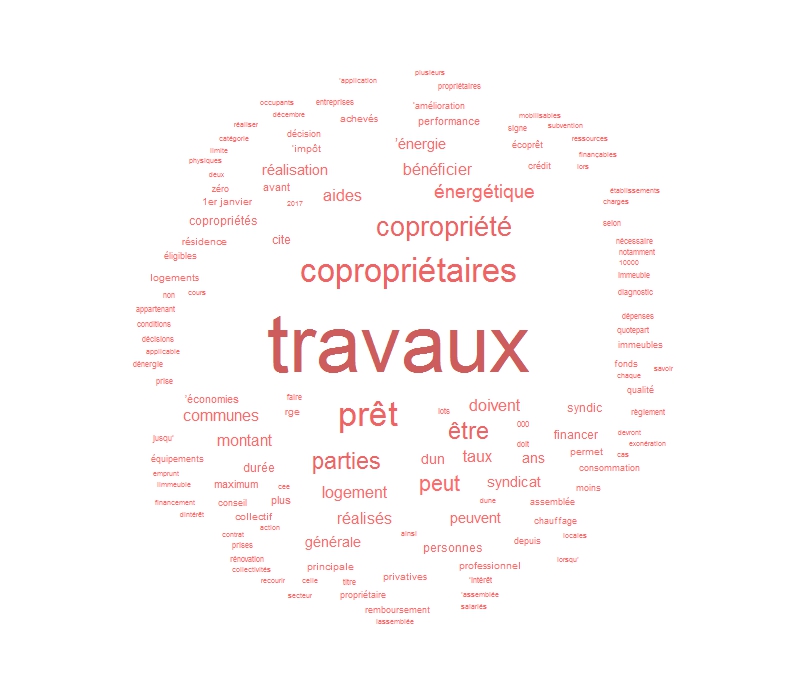 plusieurs
'application
propriétaires
occupants
entreprises
'amélioration
décembre
achevés
mobilisables
réaliser
performance
signe
subvention
catégorie
décision
'énergie
écoprêt
ressources
limite
'impôt
physiques
réalisation
bénéficier
crédit
finançables
lors
deux
zéro
avant
aides
énergétique
établissements
1er janvier
2017
charges
copropriétés
copropriété
selon
résidence
cite
nécessaire
éligibles
notamment
10000
logements
copropriétaires
immeuble
non
cours
diagnostic
appartenant
conditions
dépenses
décisions
travaux
quotepart
applicable
immeubles
dénergie
fonds
savoir
prise
chaque
qualité
'économies
faire
communes
rge
prêt
lots
doivent
syndic
règlement
jusqu'
montant
être
000
financer
devront
doit
exonération
équipements
durée
parties
dun
taux
ans
permet
cas
emprunt
consommation
limmeuble
maximum
cee
logement
peut
syndicat
moins
financement
conseil
plus
dune
assemblée
dintérêt
collectif
réalisés
peuvent
chauffage
action
contrat
ainsi
locales
prises
générale
personnes
depuis
rénovation
lorsqu'
collectivités
principale
professionnel
recourir
celle
titre
privatives
'intérêt
secteur
propriétaire
'assemblée
remboursement
salariés
lassemblée